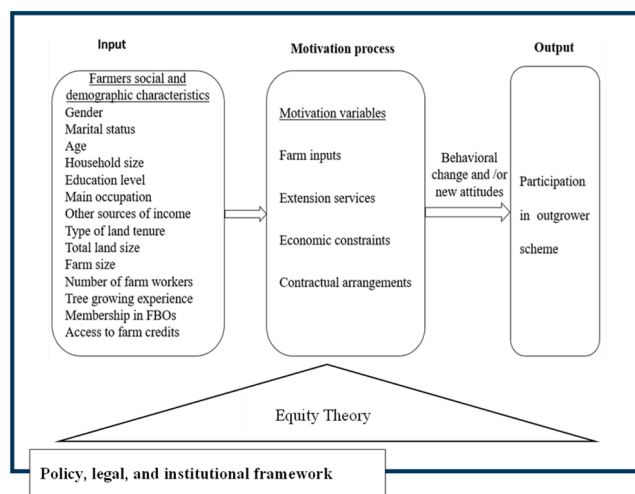 Input
Farmers social and
demographic characteristics
Gender
Marital status
Age
Household size
Education level
Main occupation
Other sources of income
Type of land tenure
Total land size
Farm size
Number of farm workers
Tree growing experience
Membership in FBOs
Access to farm credits
Motivation process
Motivation variables
Farm inputs
Extension services
Economic constraints
Contractual arrangements
Behavioral
change and /or
new attitudes
Output
Participation
in outgrower
scheme
Equity Theory
Policy, legal, and institutional framework